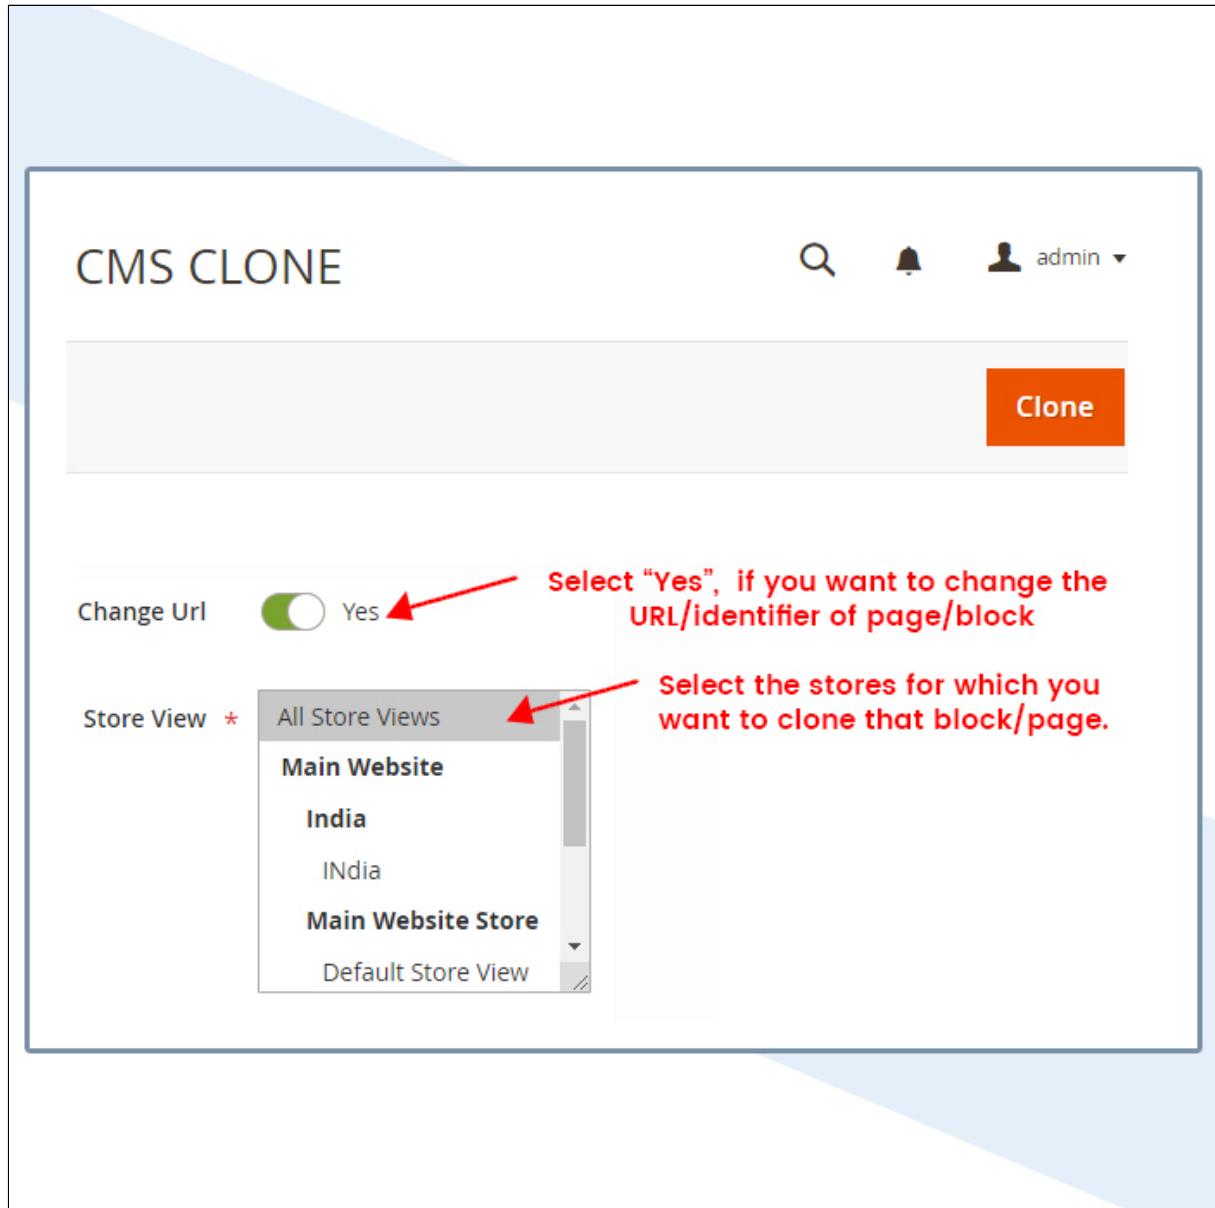 CMS CLONE
admin
Clone
Select “Yes”, if you want to change the
URL/identifier of page/block
Change Url
Yes
Select the stores for which you
want to clone that block/page.
Store View *
All Store Views
Main Website
India
INdia
Main Website Store
Default Store View